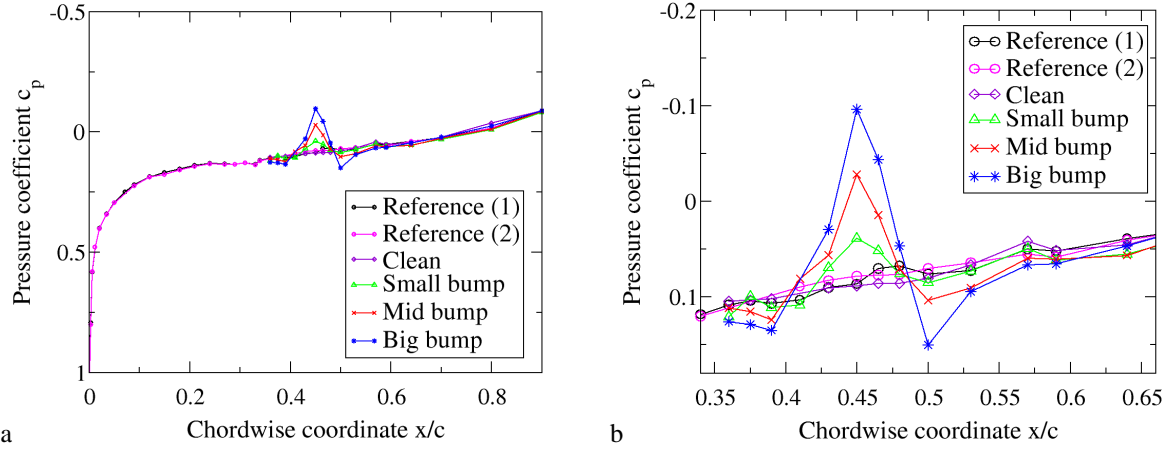 -0.5
0
0.5
1
Pressure coefficient c_p
0
0.2
0.4
0.6
0.8
Chordwise coordinate x/c
Reference (1)
Reference (2)
Clean
Small bump
Mid bump
Big bump
a
-0.2
-0.1
0
0.1
Pressure coefficient c_p
0.35
0.4
0.45
0.5
0.55
0.6
0.65
Chordwise coordinate x/c
Reference (1)
Reference (2)
Clean
Small bump
Mid bump
Big bump
b